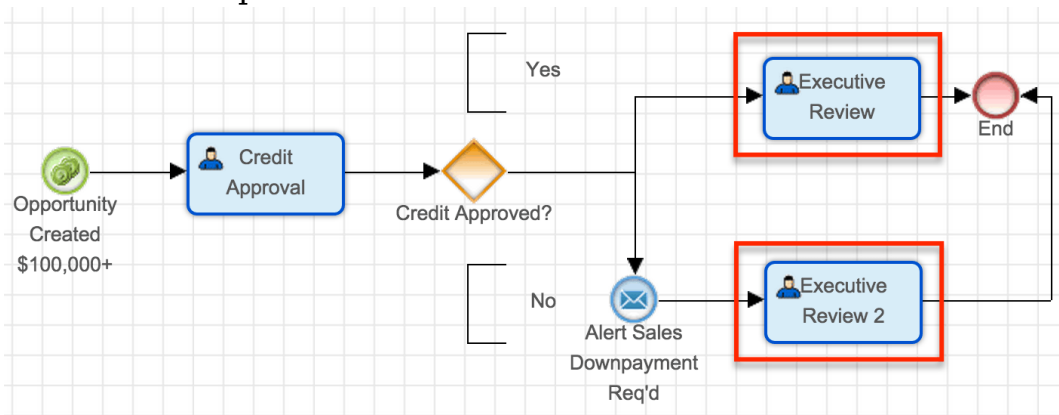 Opportunity
Created
$100,000+
Credit
Approval
Credit Approved?
Yes
No
Executive
Review
End
Alert Sales
Downpayment
Req'd
Executive
Review 2